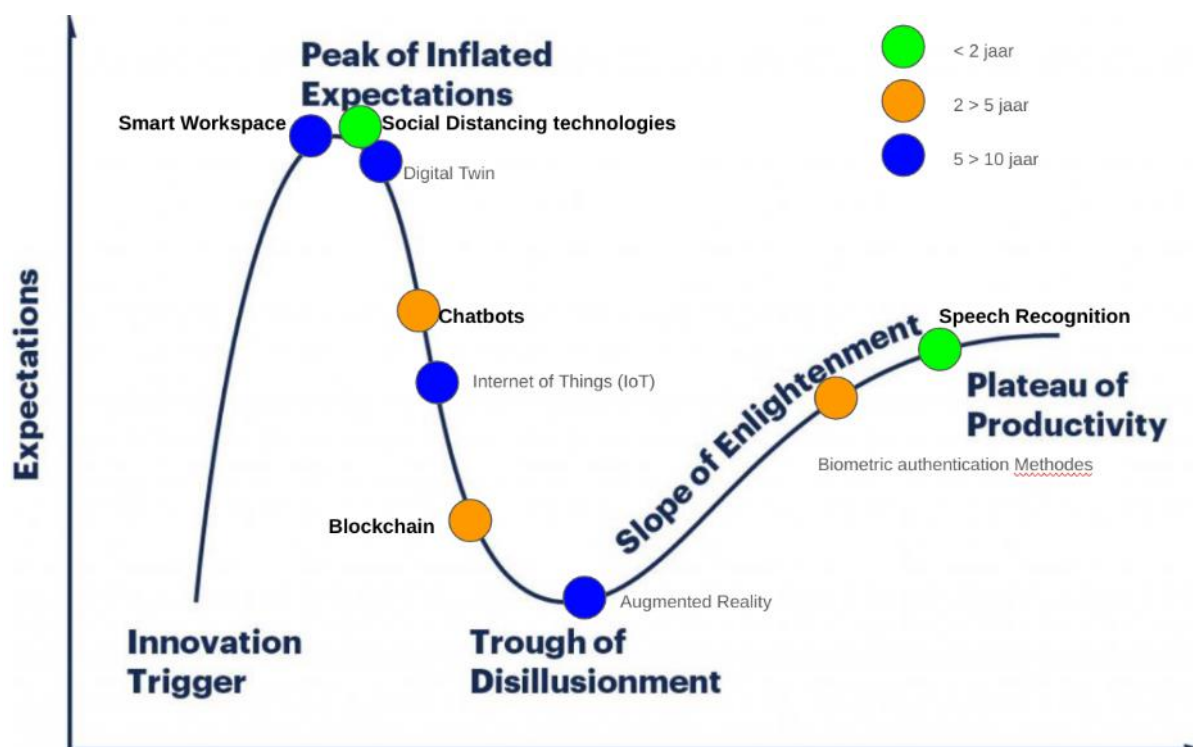 Peak of Inflated
Expectations
< 2 jaar
2 > 5 jaar
5 > 10 jaar
Smart Workspace
Social Distancing technologies
Digital Twin
Chatbots
Internet of Things (IoT)
Blockchain
Augmented Reality
Expectations
Innovation
Trigger
Trough of
Disillusionment
Slope of Enlightenment
Speech Recognition
Plateau of
Productivity
Biometric authentication Methodes